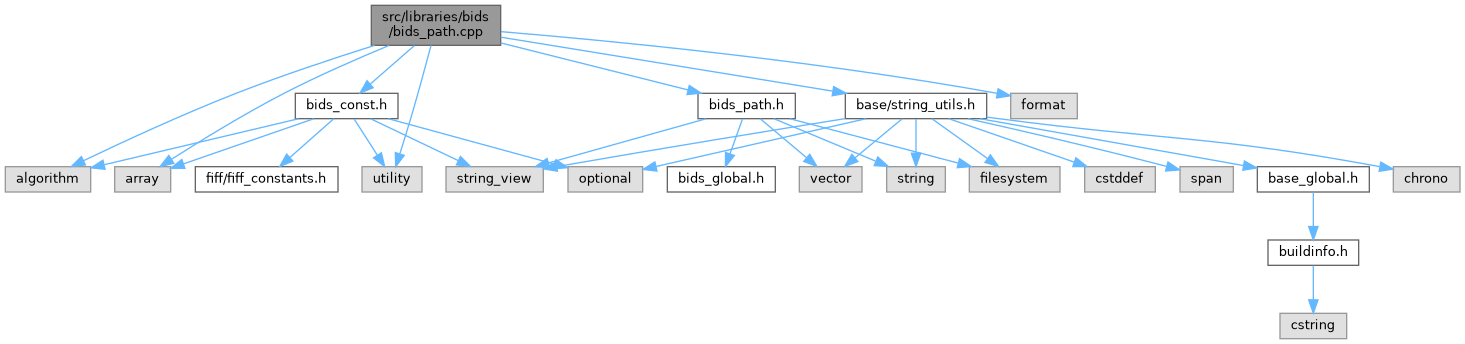 src/libraries/bids
/bids_path.cpp
bids_const.h
bids_path.h
base/string_utils.h
format
algorithm
array
fiff/fiff_constants.h
utility
string_view
optional
bids_global.h
vector
string
filesystem
cstddef
span
base_global.h
chrono
buildinfo.h
cstring